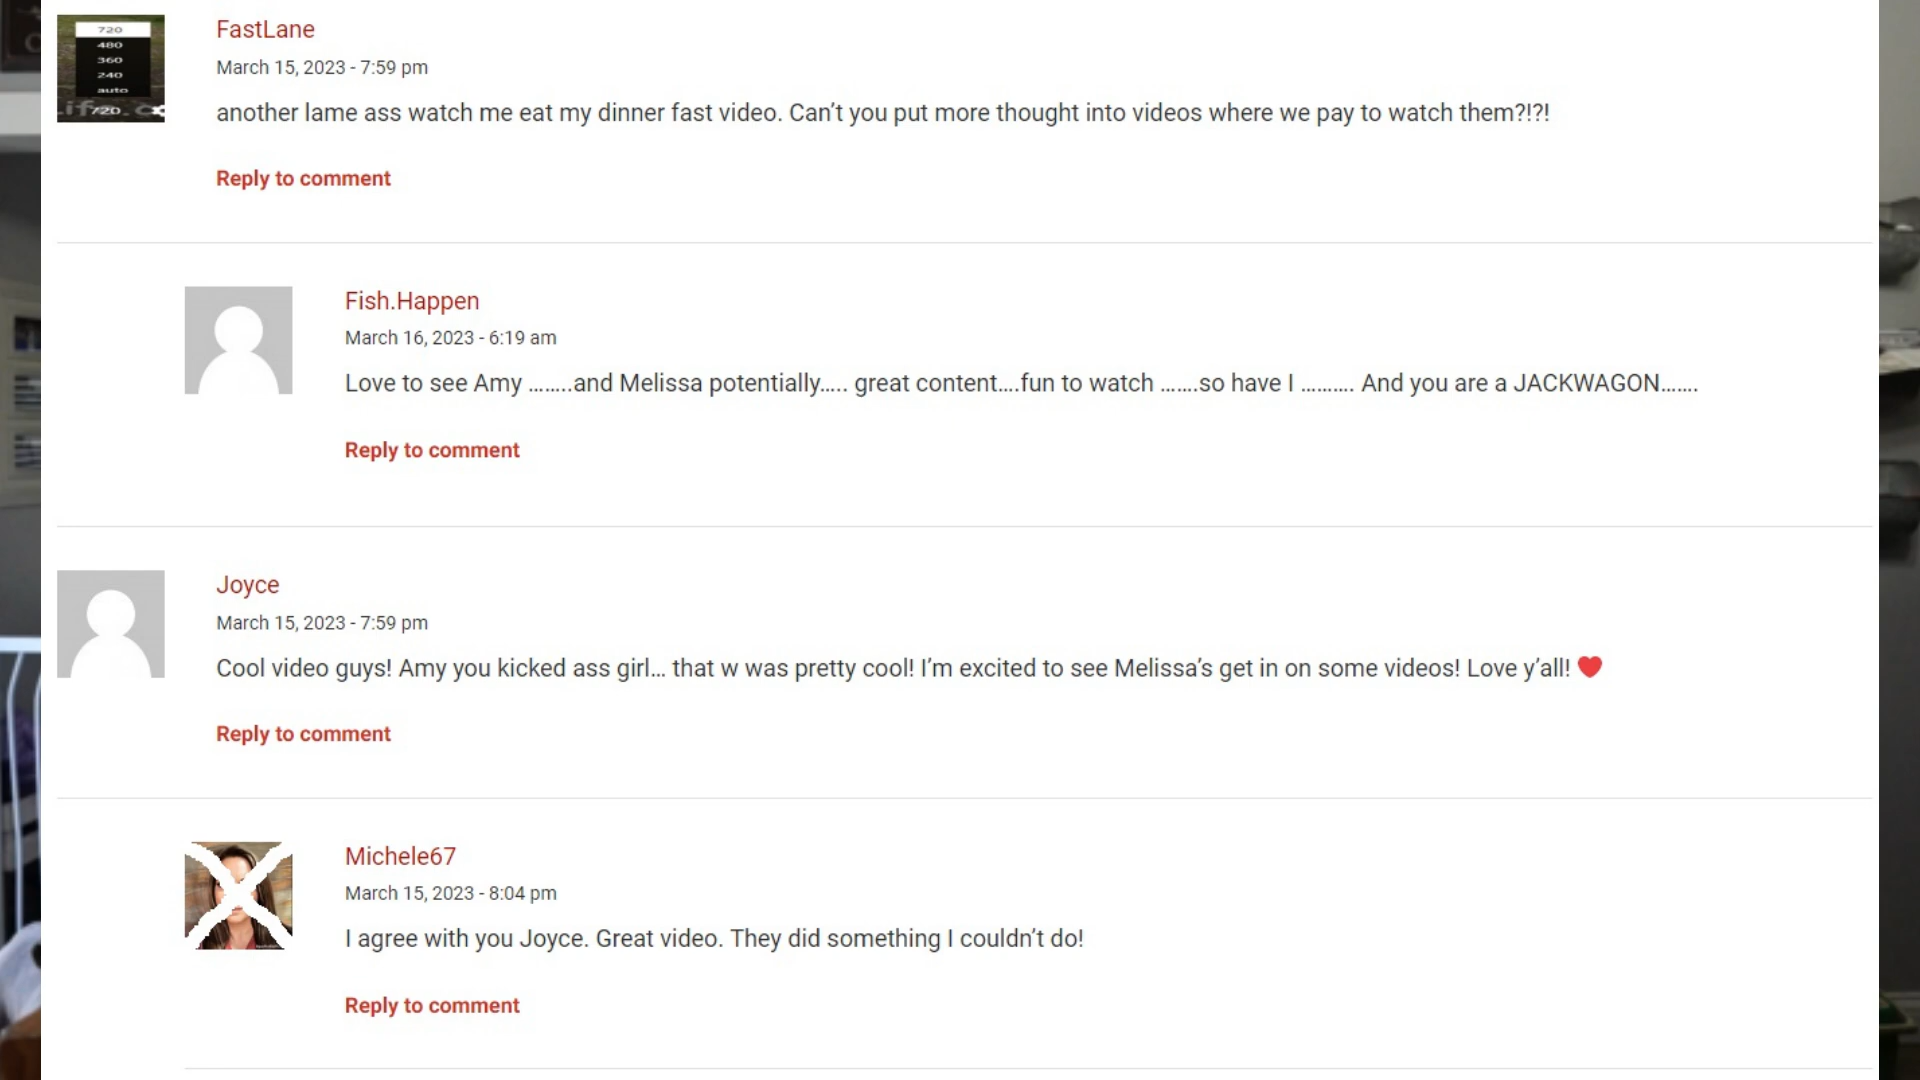 720
480
360
240
auto
720
FastLane
March 15, 2023 - 7:59 pm
another lame ass watch me eat my dinner fast video. Can’t you put more thought into videos where we pay to watch them?!?!
Reply to comment
Fish.Happen
March 16, 2023 - 6:19 am
Love to see Amy ........and Melissa potentially..... great content....fun to watch .......so have I .......... And you are a JACKWAGON.......
Reply to comment
Joyce
March 15, 2023 - 7:59 pm
Cool video guys! Amy you kicked ass girl... that w was pretty cool! I’m excited to see Melissa’s get in on some videos! Love y’all! ❤️
Reply to comment
Michele67
March 15, 2023 - 8:04 pm
I agree with you Joyce. Great video. They did something I couldn’t do!
Reply to comment